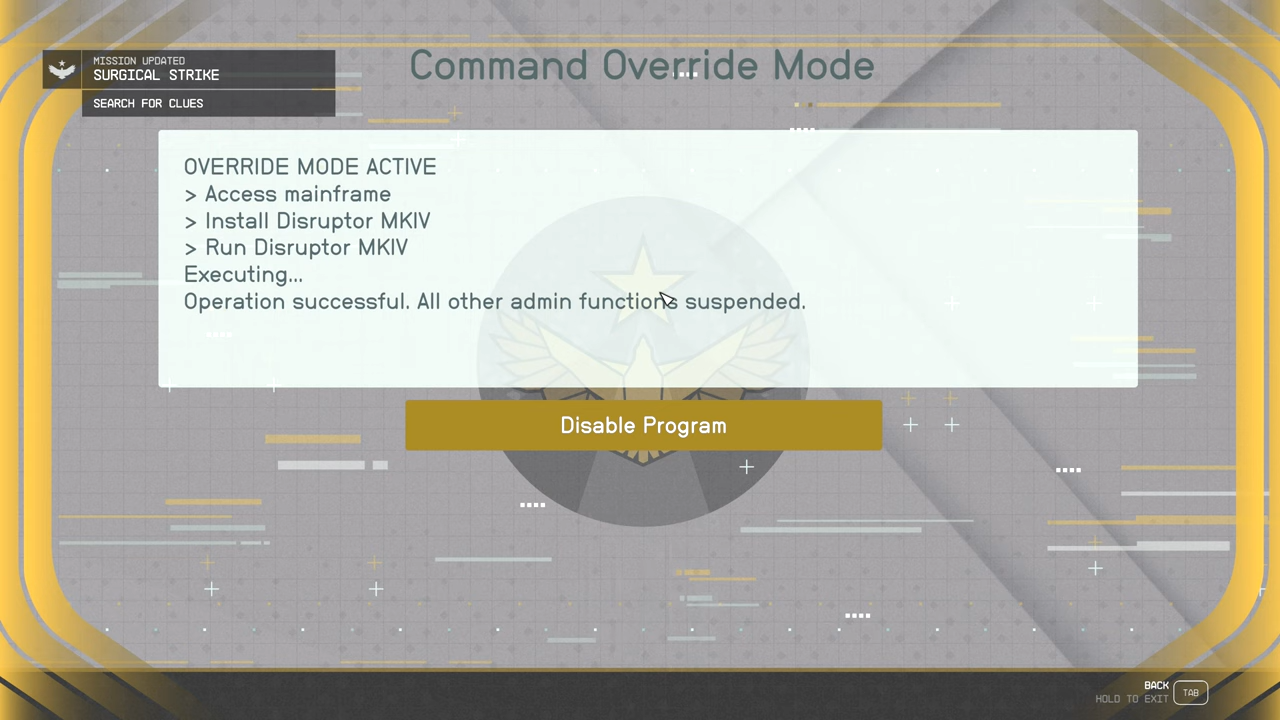 MISSION UPDATED
SURGICAL STRIKE
SEARCH FOR CLUES
Command Override Mode
OVERRIDE MODE ACTIVE
> Access mainframe
> Install Disruptor MKIV
> Run Disruptor MKIV
Executing...
Operation successful. All other admin functions suspended.
Disable Program
BACK
HOLD TO EXIT
TAB